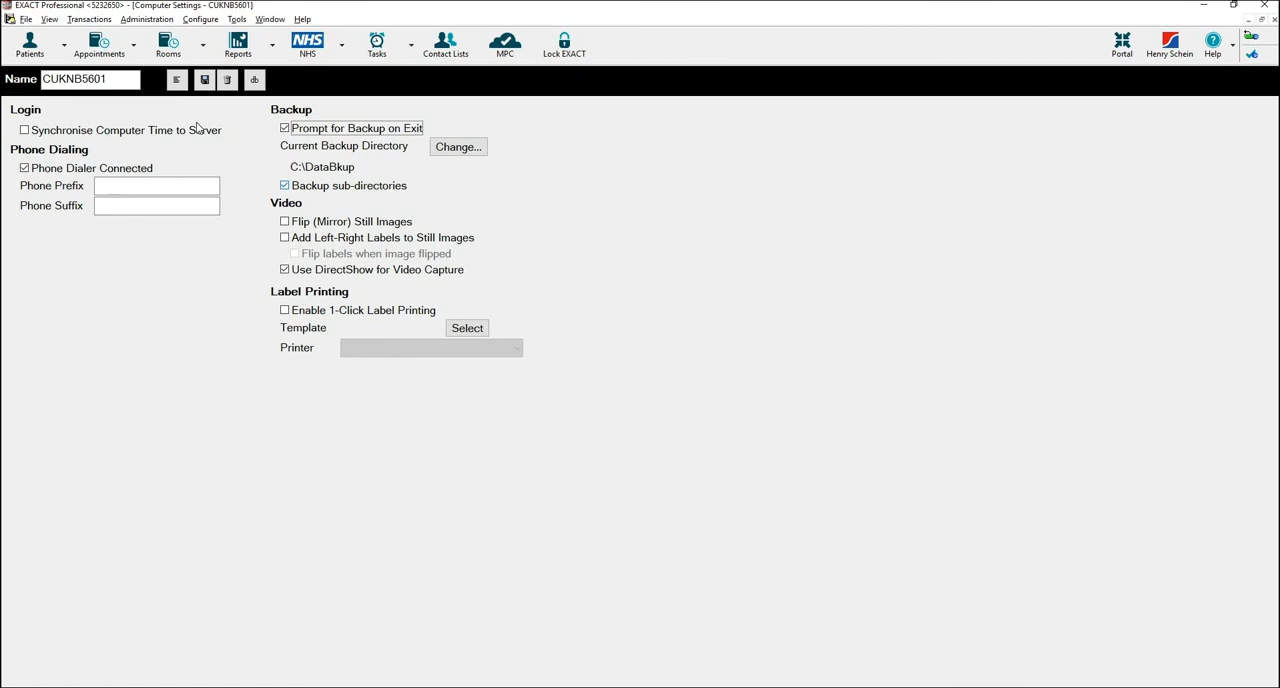 EXACT Professional <5232650> - [Computer Settings - CUKNB5601]
File View Transactions Administration Configure Tools Window Help
Patients Appointments Rooms Reports NHS NHS Tasks Contact Lists MPC Lock EXACT Portal Henry Schein Help
Name CUKNB5601 db
Login
Synchronise Computer Time to Server
Phone Dialing
Phone Dialer Connected
Phone Prefix
Phone Suffix
Backup
Prompt for Backup on Exit
Current Backup Directory Change...
C:\DataBkup
Backup sub-directories
Video
Flip (Mirror) Still Images
Add Left-Right Labels to Still Images
Flip labels when image flipped
Use DirectShow for Video Capture
Label Printing
Enable 1-Click Label Printing
Template Select
Printer